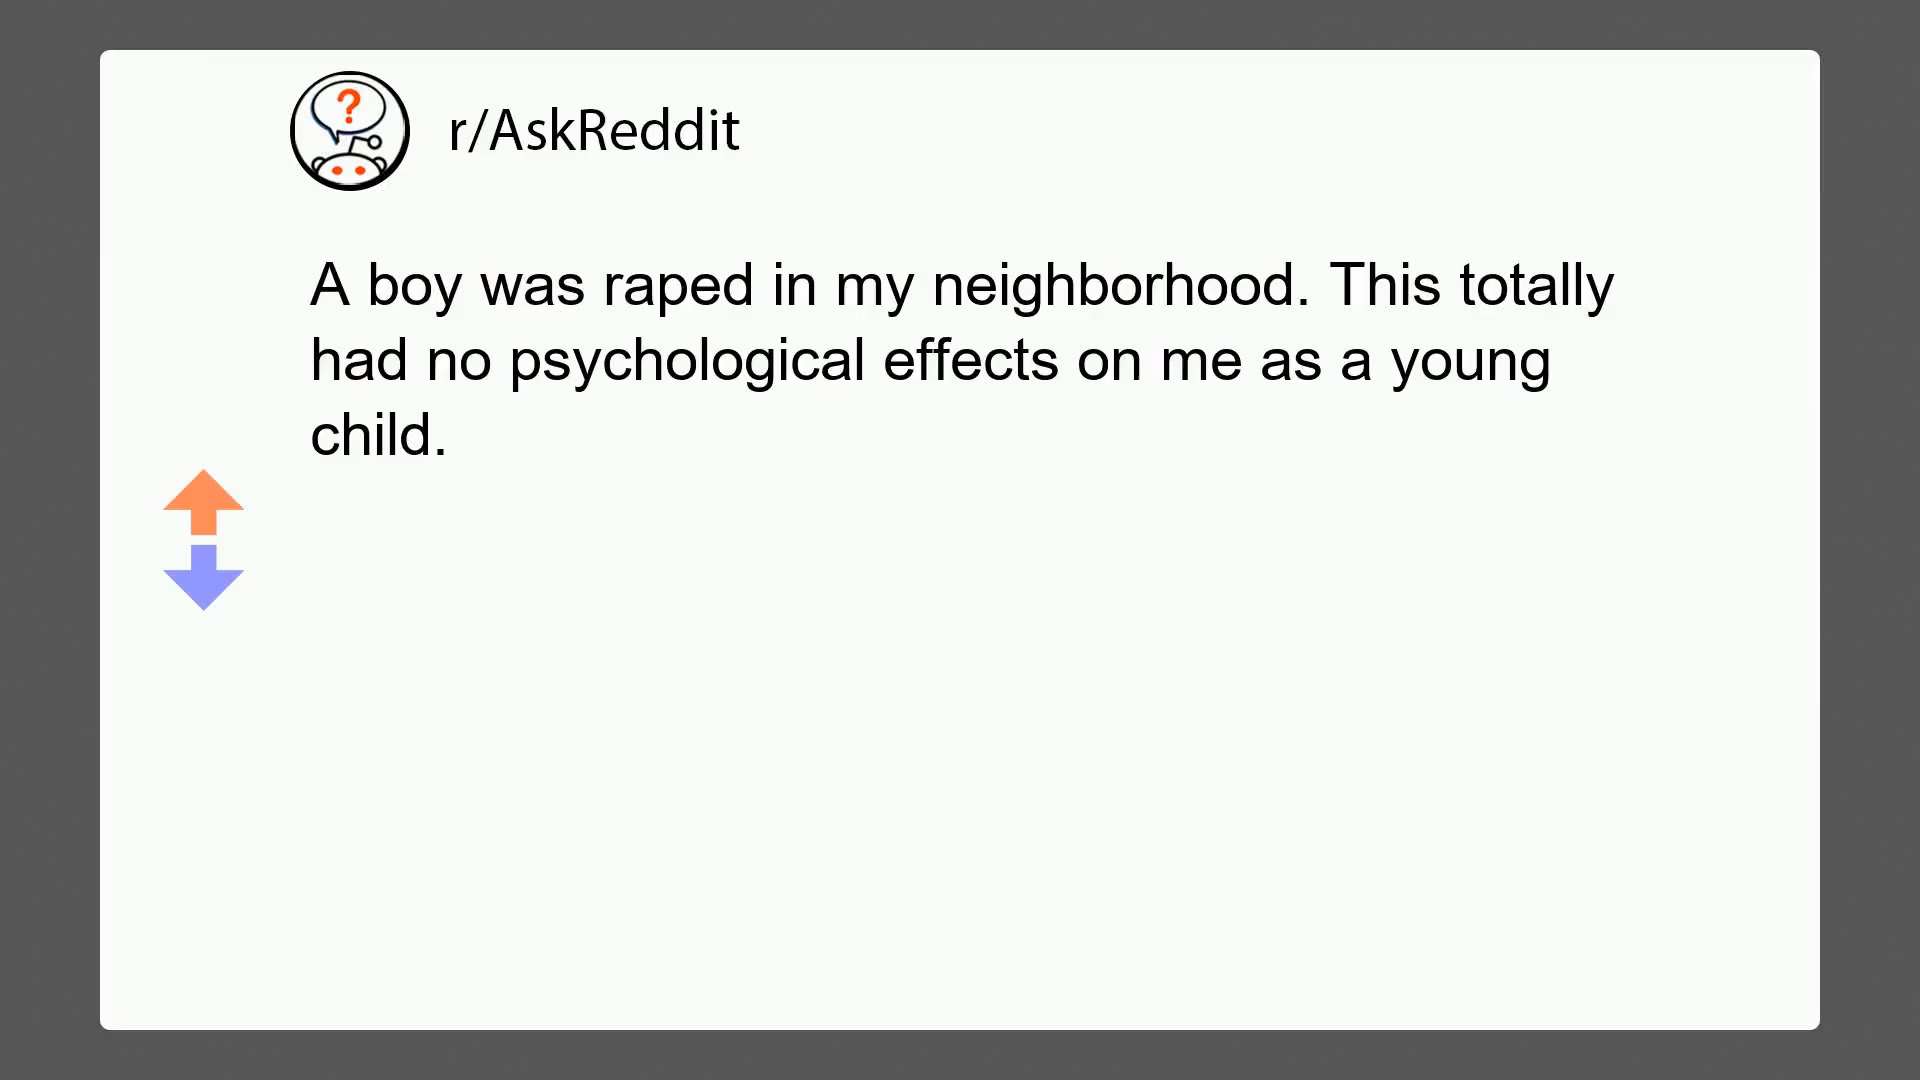 r/AskReddit
A boy was raped in my neighborhood. This totally
had no psychological effects on me as a young
child.